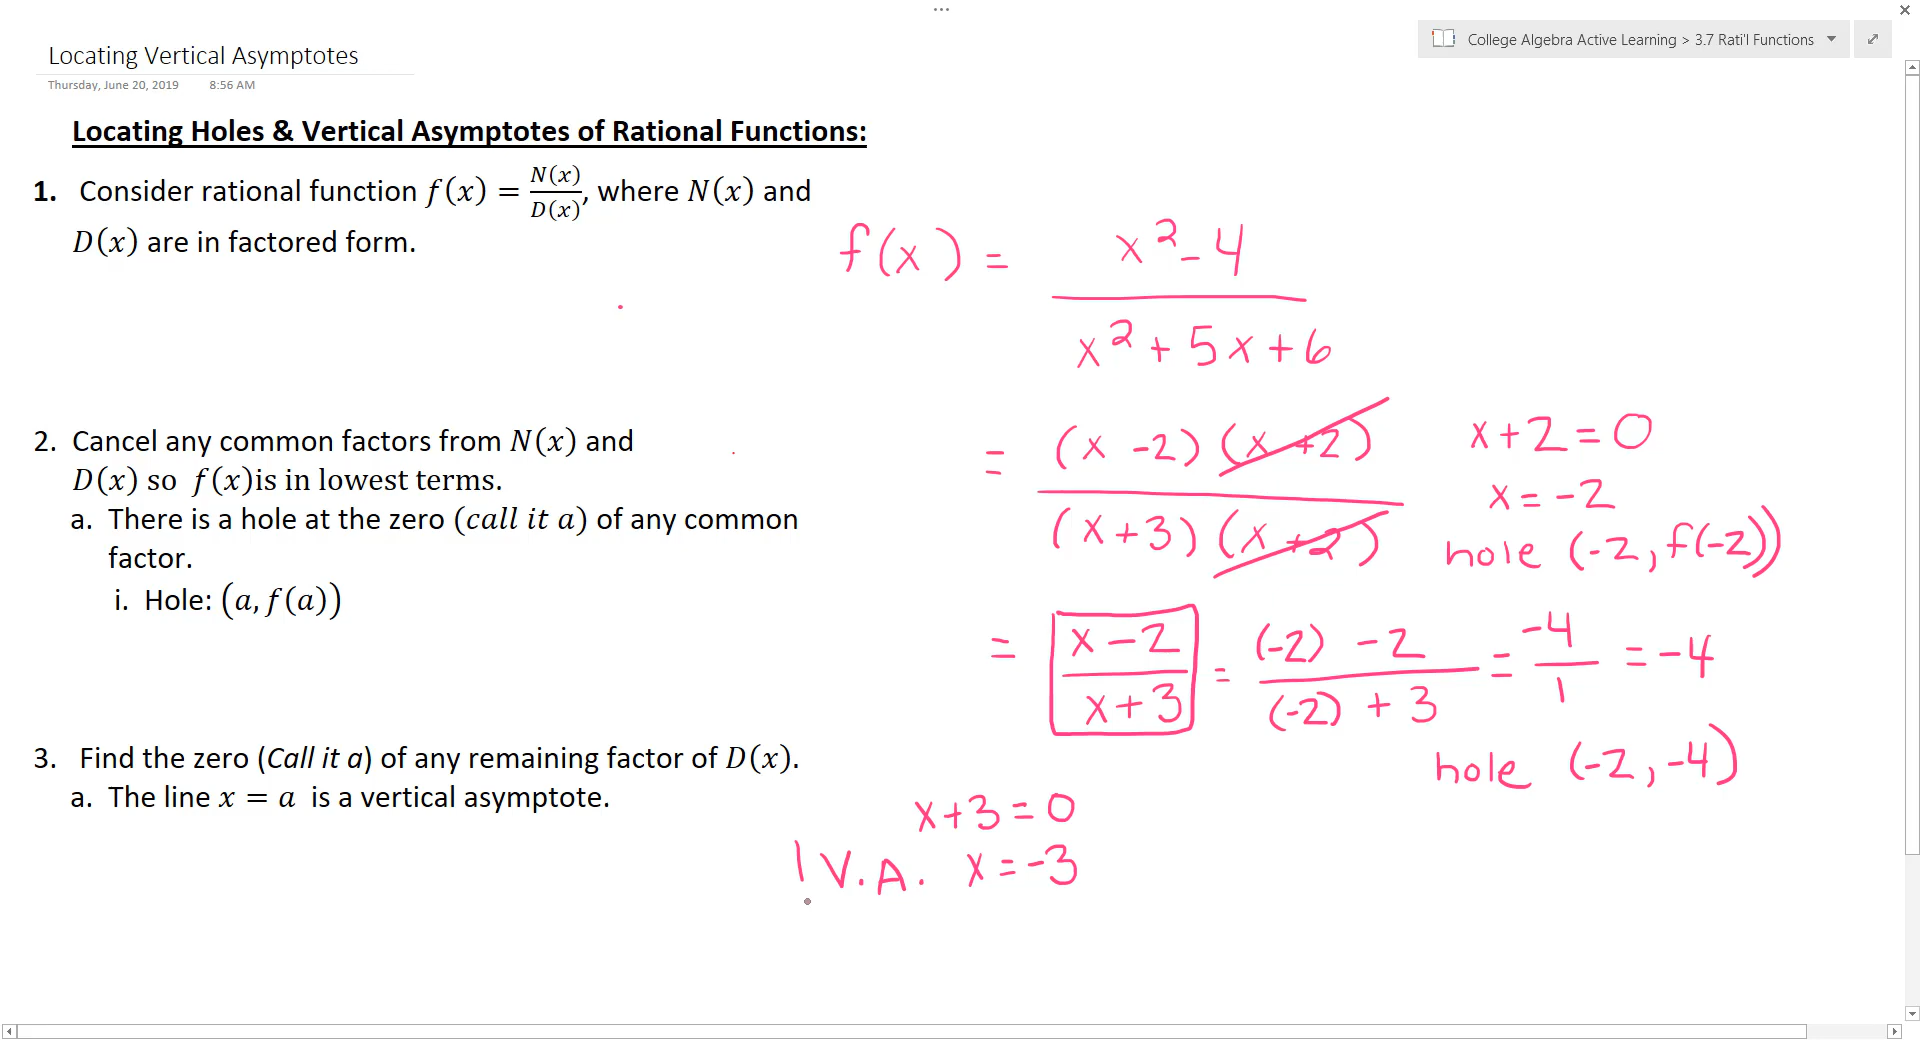 College Algebra Active Learning > 3.7 Rati'l Functions
Locating Vertical Asymptotes
Thursday, June 20, 2019 8:56 AM
Locating Holes & Vertical Asymptotes of Rational Functions:
1. Consider rational function f(x) = N(x)/D(x), where N(x) and
D(x) are in factored form.
f(x) = (x² - 4)/(x² + 5x + 6)
2. Cancel any common factors from N(x) and
D(x) so f(x)is in lowest terms.
a. There is a hole at the zero (call it a) of any common
factor.
i. Hole: (a, f(a))
= (x - 2)(x + 2)/(x + 3)(x + 2)
x + 2 = 0
x = -2
hole (-2, f(-2))
= (x - 2)/(x + 3) = ((-2) - 2)/((-2) + 3) = -4/1 = -4
hole (-2, -4)
3. Find the zero (Call it a) of any remaining factor of D(x).
a. The line x = a is a vertical asymptote.
x + 3 = 0
| V.A. x = -3